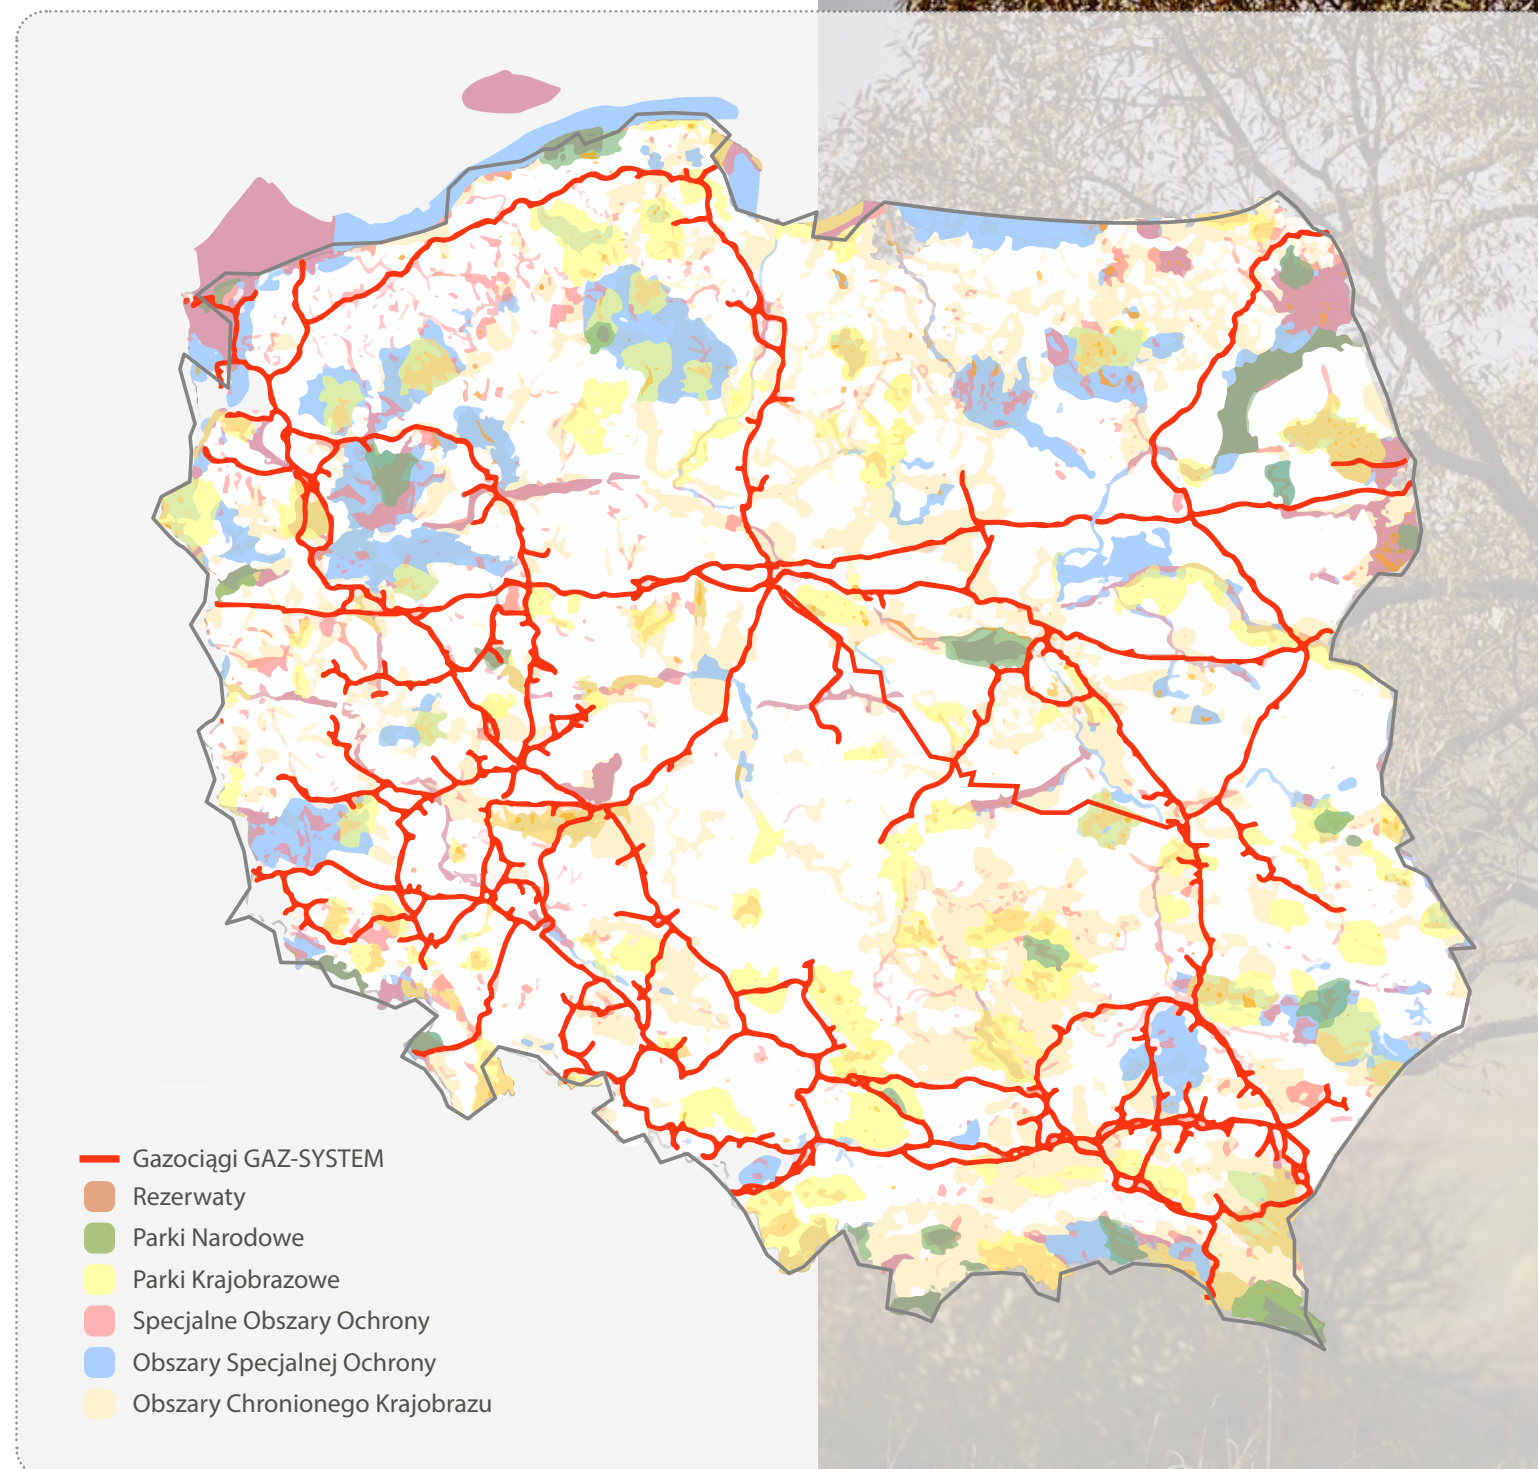 Gazociągi GAZ-SYSTEM
Rezerwaty
Parki Narodowe
Parki Krajobrazowe
Specjalne Obszary Ochrony
Obszary Specjalnej Ochrony
Obszary Chronionego Krajobrazu